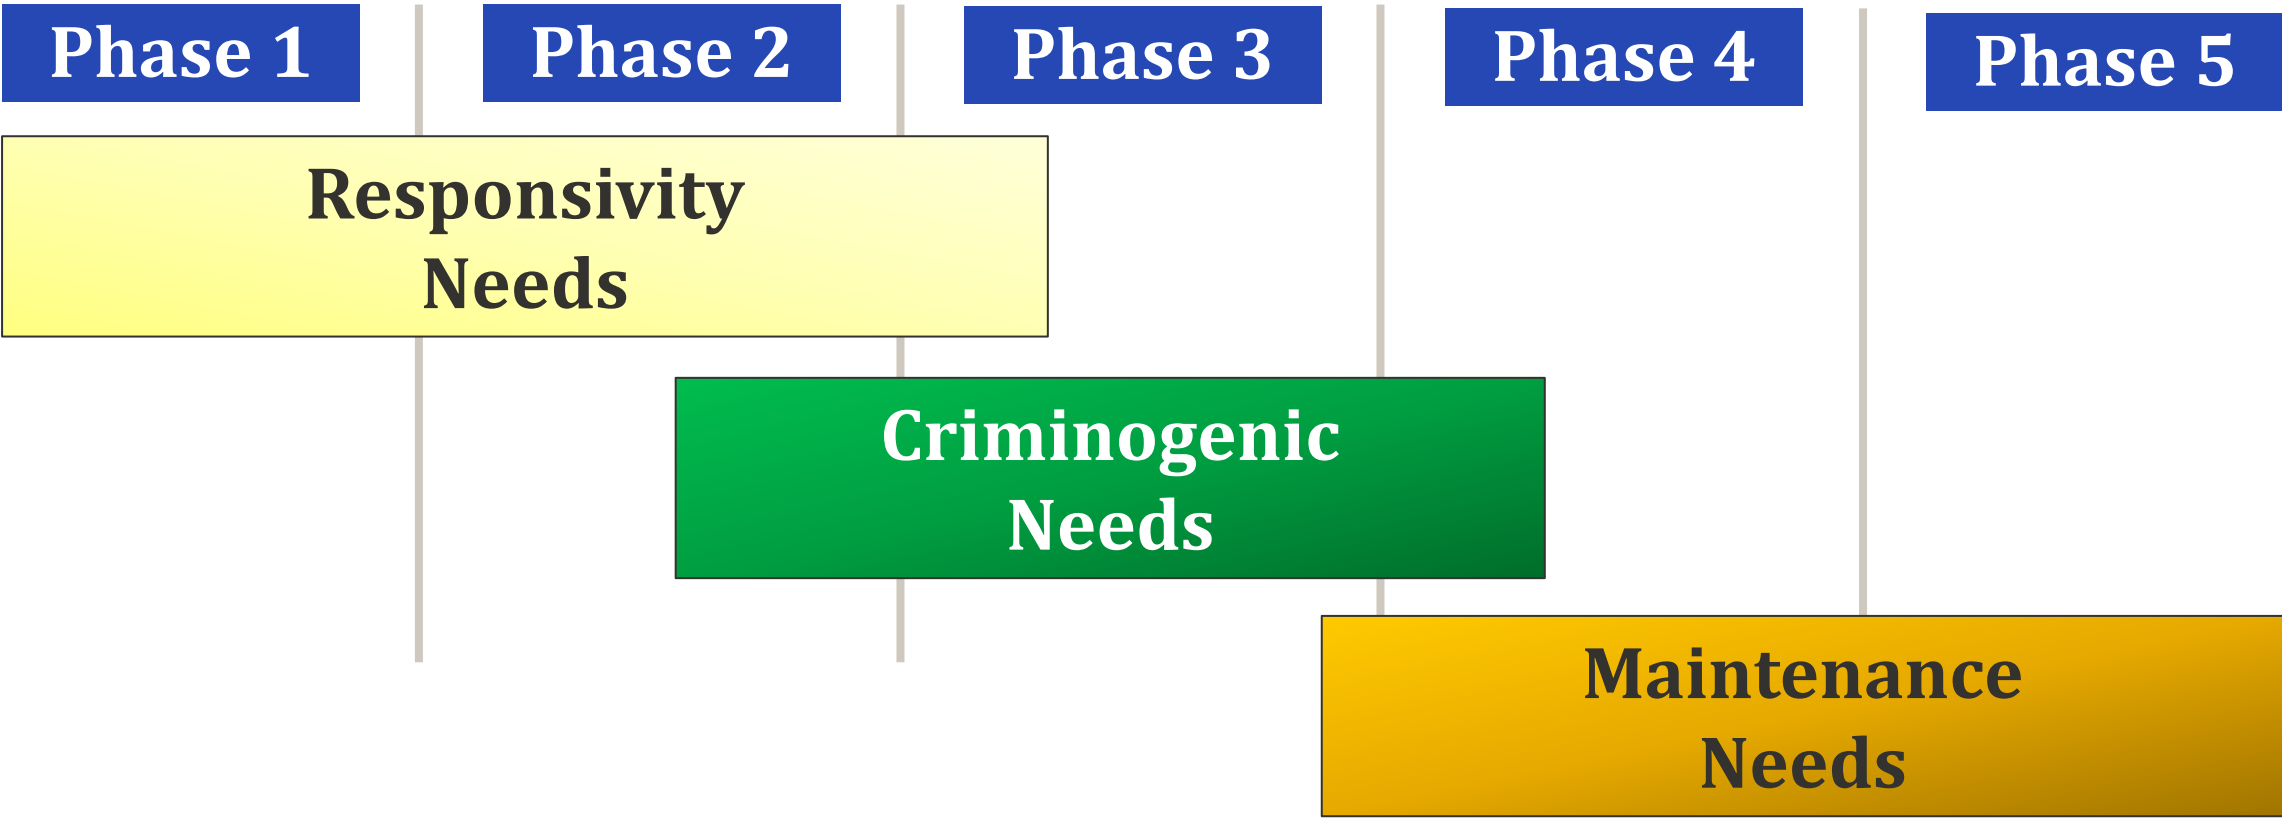 Phase 1
Phase 2
Phase 3
Phase 4
Phase 5
Responsivity
Needs
Criminogenic
Needs
Maintenance
Needs